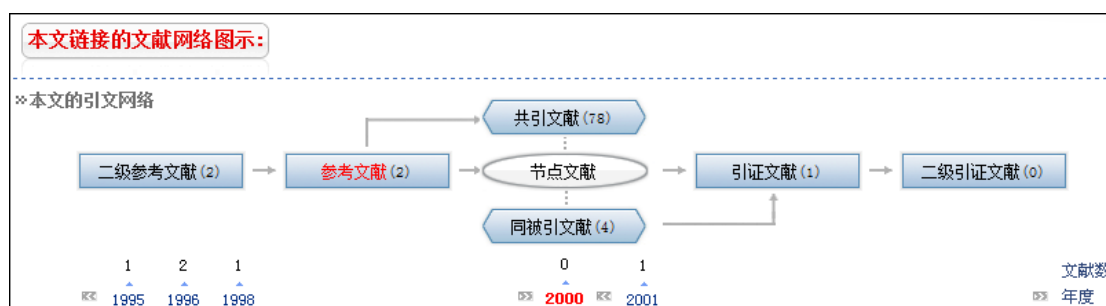 本文链接的文献网络图示:
本文的引文网络
共引文献(78)
二级参考文献(2)
参考文献(2)
节点文献
引证文献(1)
二级引证文献(0)
同被引文献(4)
1 2 1 0 1 文献数
1995 1996 1998 2000 2001 年度